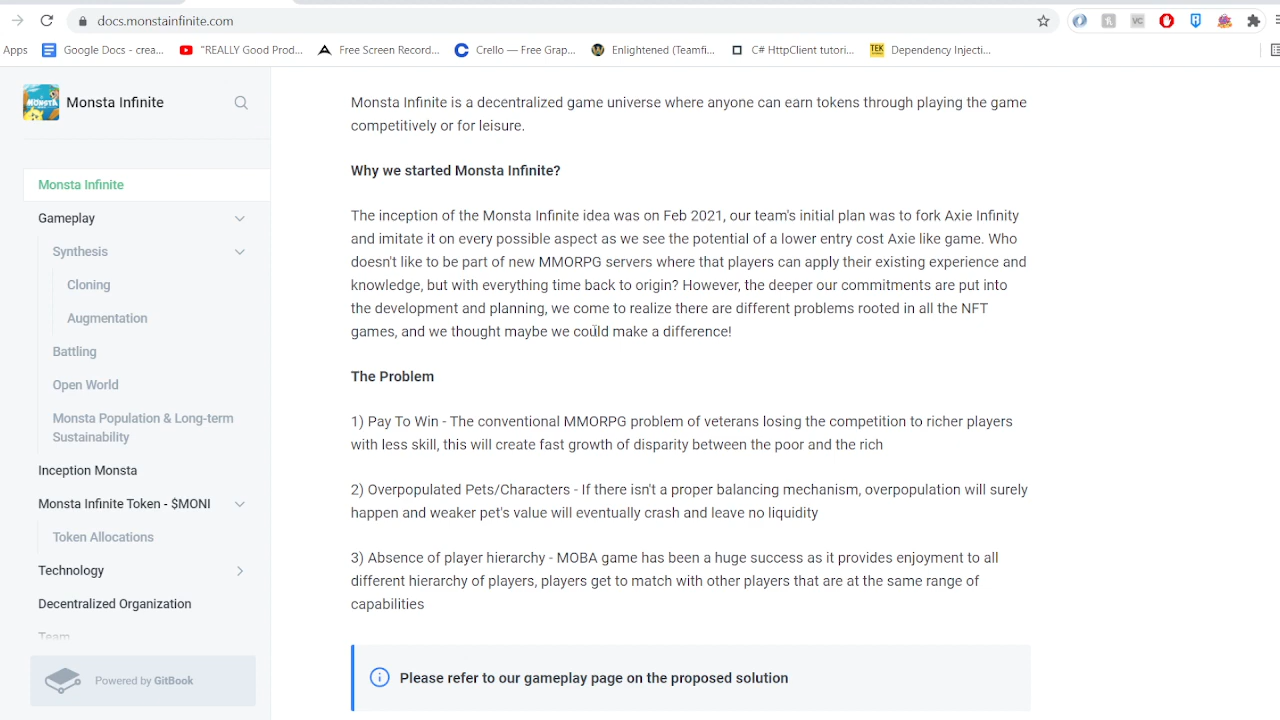 docs.monstainfinite.com
Apps
Google Docs - crea...
"REALLY Good Prod...
Free Screen Record...
Crello — Free Grap...
Enlightened (Teamfi...
C# HttpClient tutori...
TEK
Dependency Injecti...
MONSTA
Monsta Infinite
Monsta Infinite
Gameplay
Synthesis
Cloning
Augmentation
Battling
Open World
Monsta Population & Long-term
Sustainability
Inception Monsta
Monsta Infinite Token - $MONI
Token Allocations
Technology
Decentralized Organization
Team
Powered by GitBook
Monsta Infinite is a decentralized game universe where anyone can earn tokens through playing the game
competitively or for leisure.
Why we started Monsta Infinite?
The inception of the Monsta Infinite idea was on Feb 2021, our team's initial plan was to fork Axie Infinity
and imitate it on every possible aspect as we see the potential of a lower entry cost Axie like game. Who
doesn't like to be part of new MMORPG servers where that players can apply their existing experience and
knowledge, but with everything time back to origin? However, the deeper our commitments are put into
the development and planning, we come to realize there are different problems rooted in all the NFT
games, and we thought maybe we could make a difference!
The Problem
1) Pay To Win - The conventional MMORPG problem of veterans losing the competition to richer players
with less skill, this will create fast growth of disparity between the poor and the rich
2) Overpopulated Pets/Characters - If there isn't a proper balancing mechanism, overpopulation will surely
happen and weaker pet's value will eventually crash and leave no liquidity
3) Absence of player hierarchy - MOBA game has been a huge success as it provides enjoyment to all
different hierarchy of players, players get to match with other players that are at the same range of
capabilities
Please refer to our gameplay page on the proposed solution